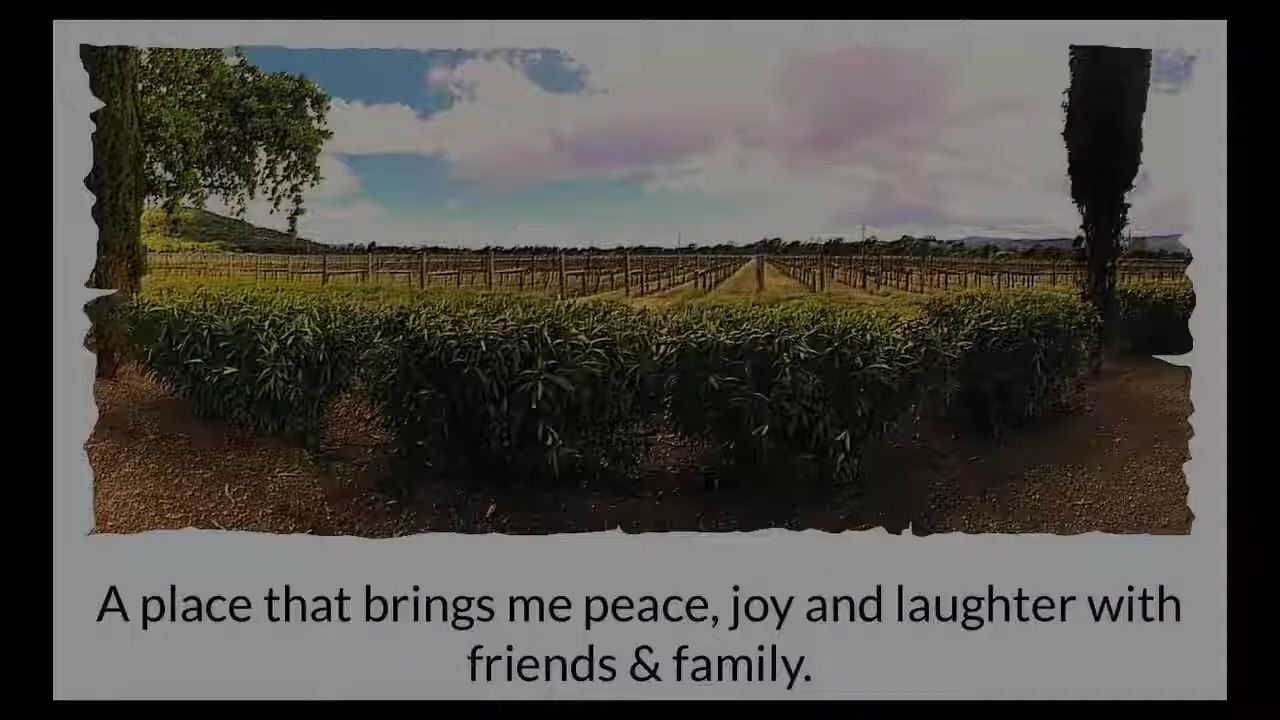 A place that brings me peace, joy and laughter with
friends & family.